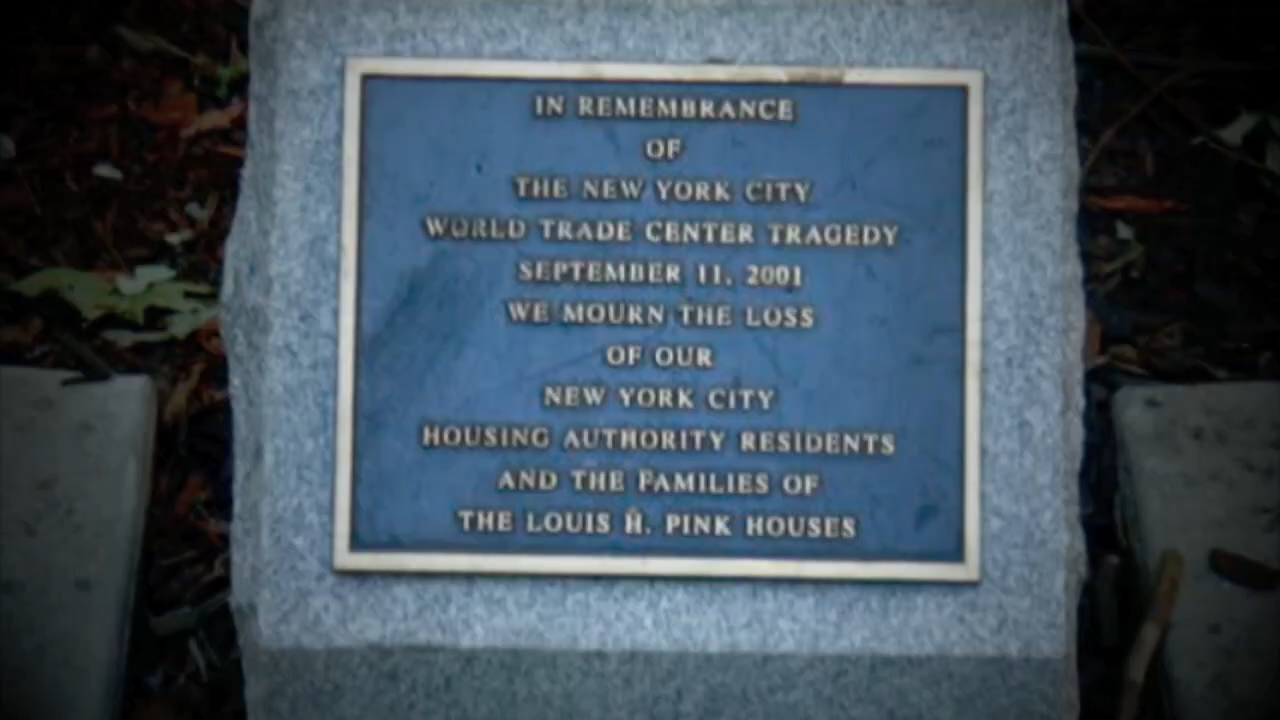 IN REMEMBRANCE
OF
THE NEW YORK CITY
WORLD TRADE CENTER TRAGEDY
SEPTEMBER 11, 2001
WE MOURN THE LOSS
OF OUR
NEW YORK CITY
HOUSING AUTHORITY RESIDENTS
AND THE FAMILIES OF
THE LOUIS H. PINK HOUSES